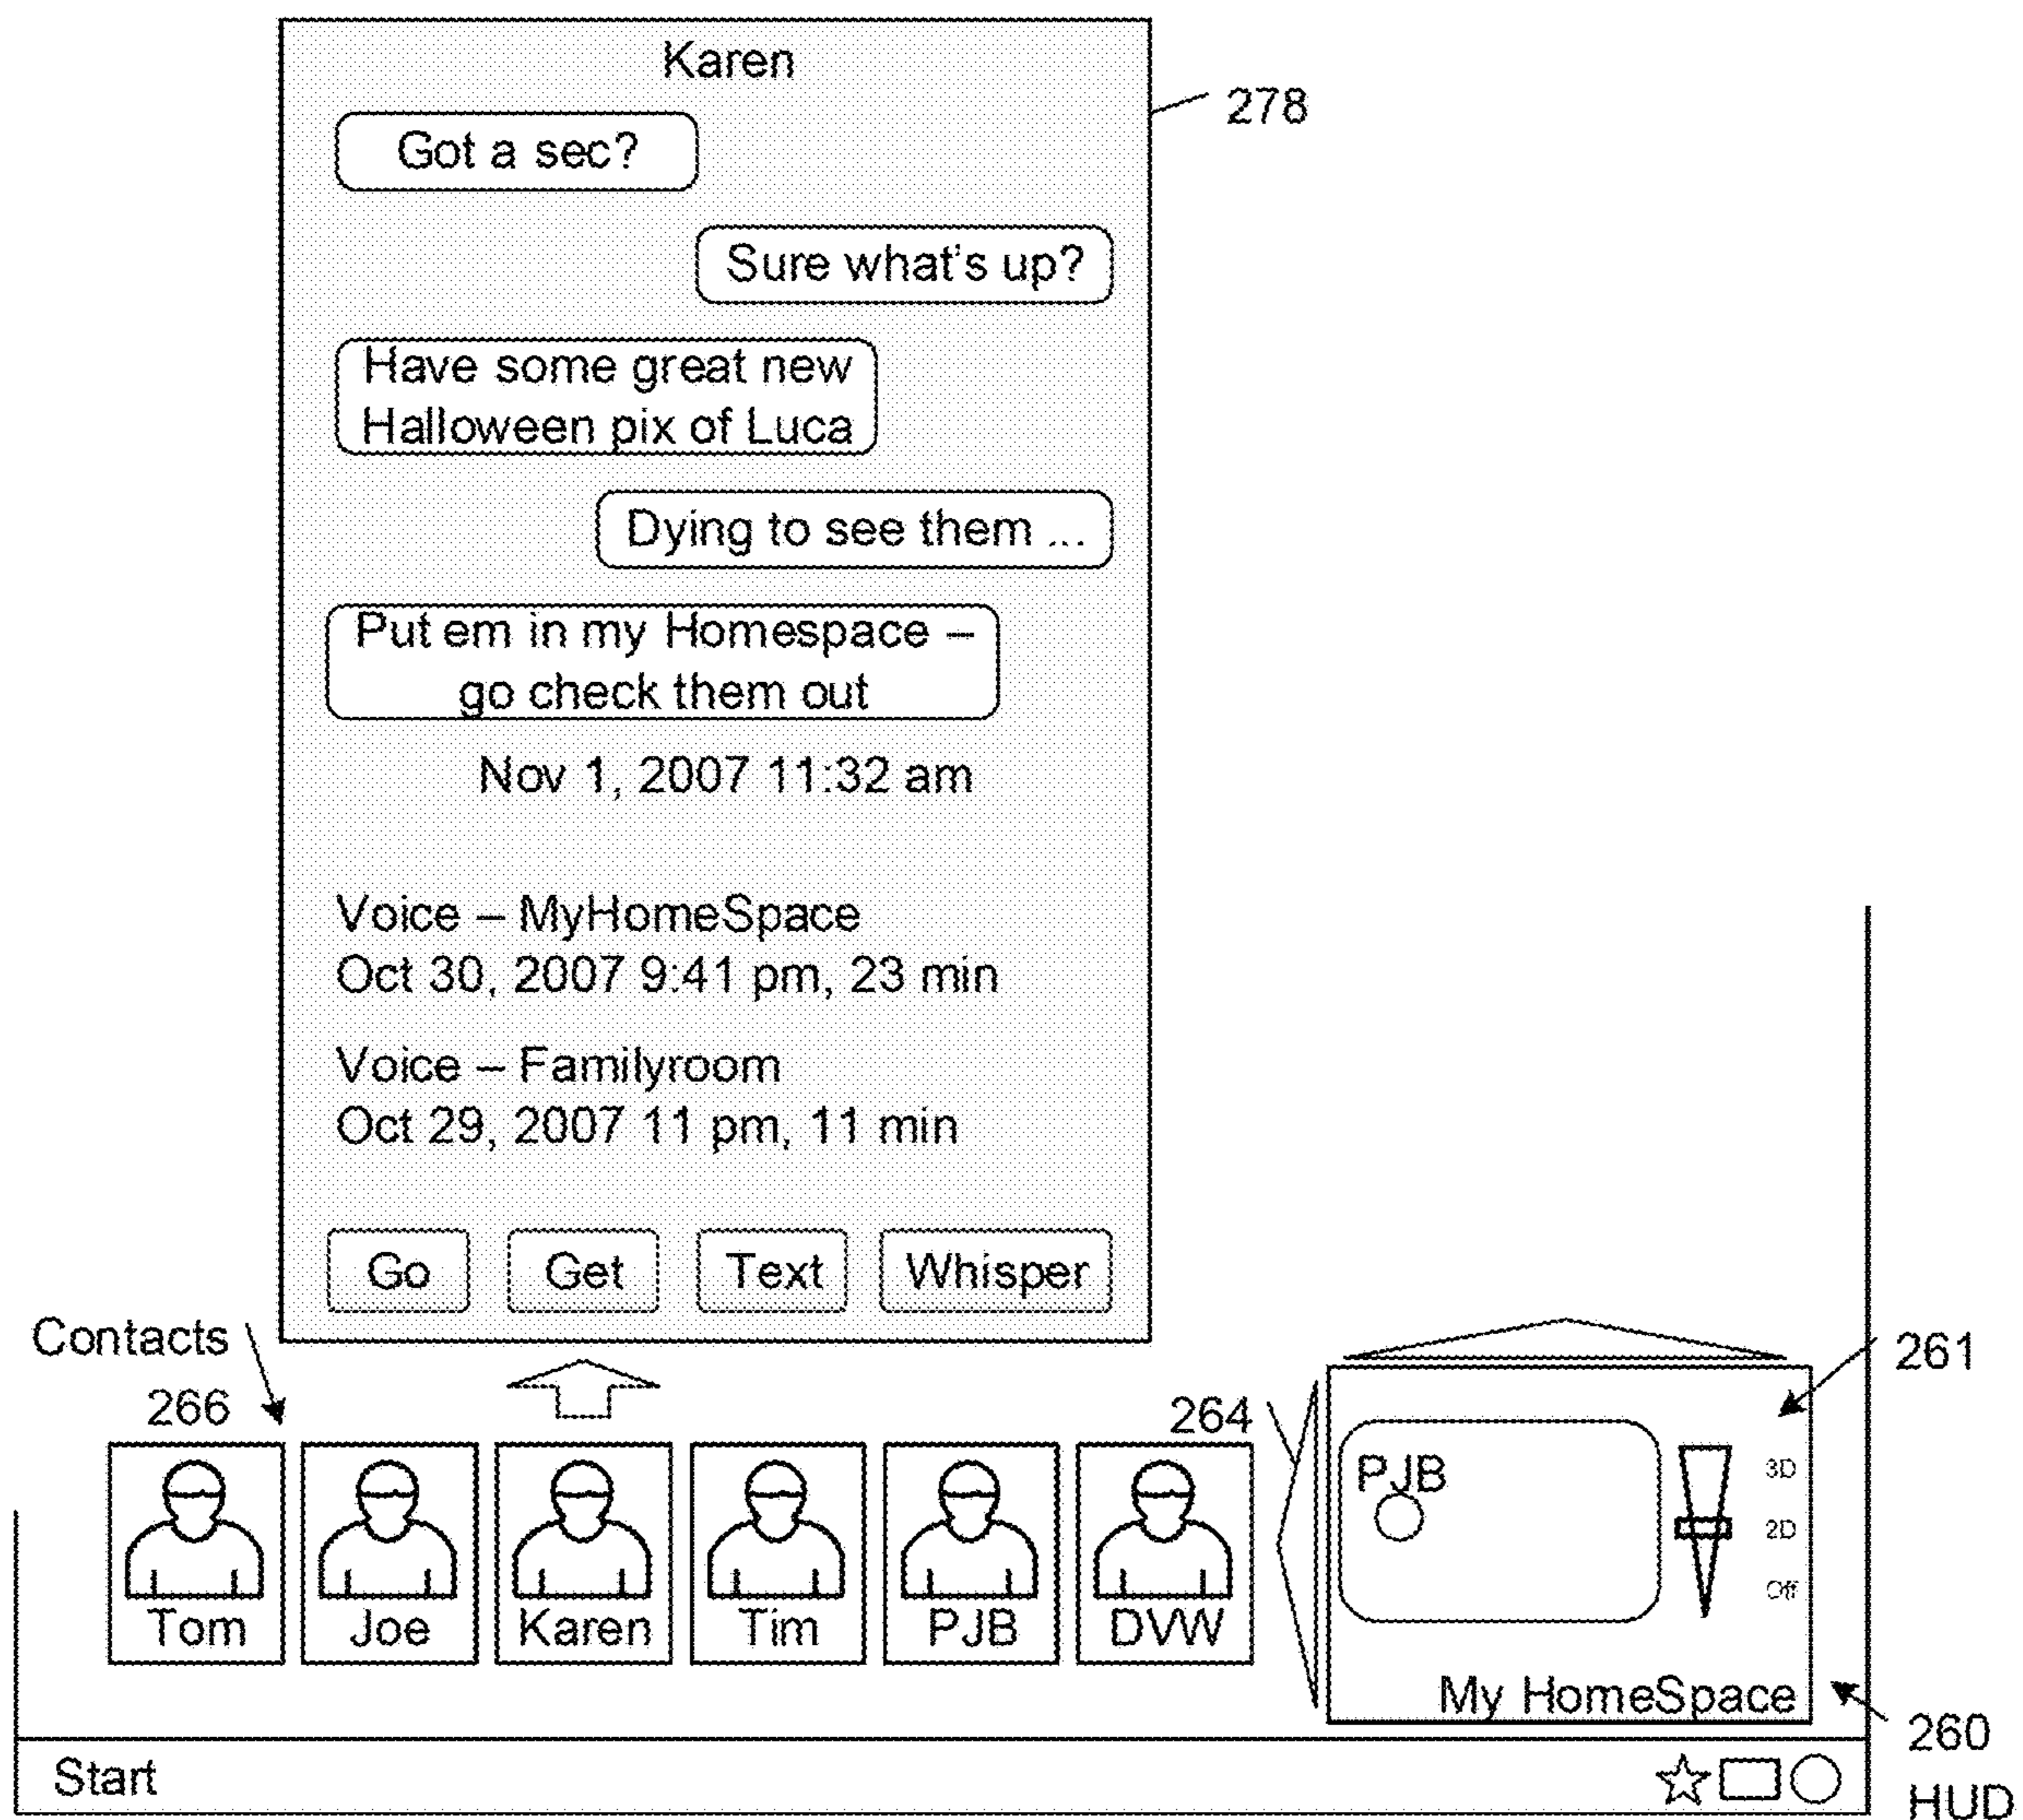 Karen
278
Got a sec?
Sure what's up?
Have some great new
Halloween pix of Luca
Dying to see them ...
Put em in my Homespace –
go check them out
Nov 1, 2007 11:32 am
Voice – MyHomeSpace
Oct 30, 2007 9:41 pm, 23 min
Voice – Familyroom
Oct 29, 2007 11 pm, 11 min
Go
Get
Text
Whisper
Contacts
266
264
261
Tom
Joe
Karen
Tim
PJB
DVW
PJB
3D
2D
Off
My HomeSpace
260
HUD
Start